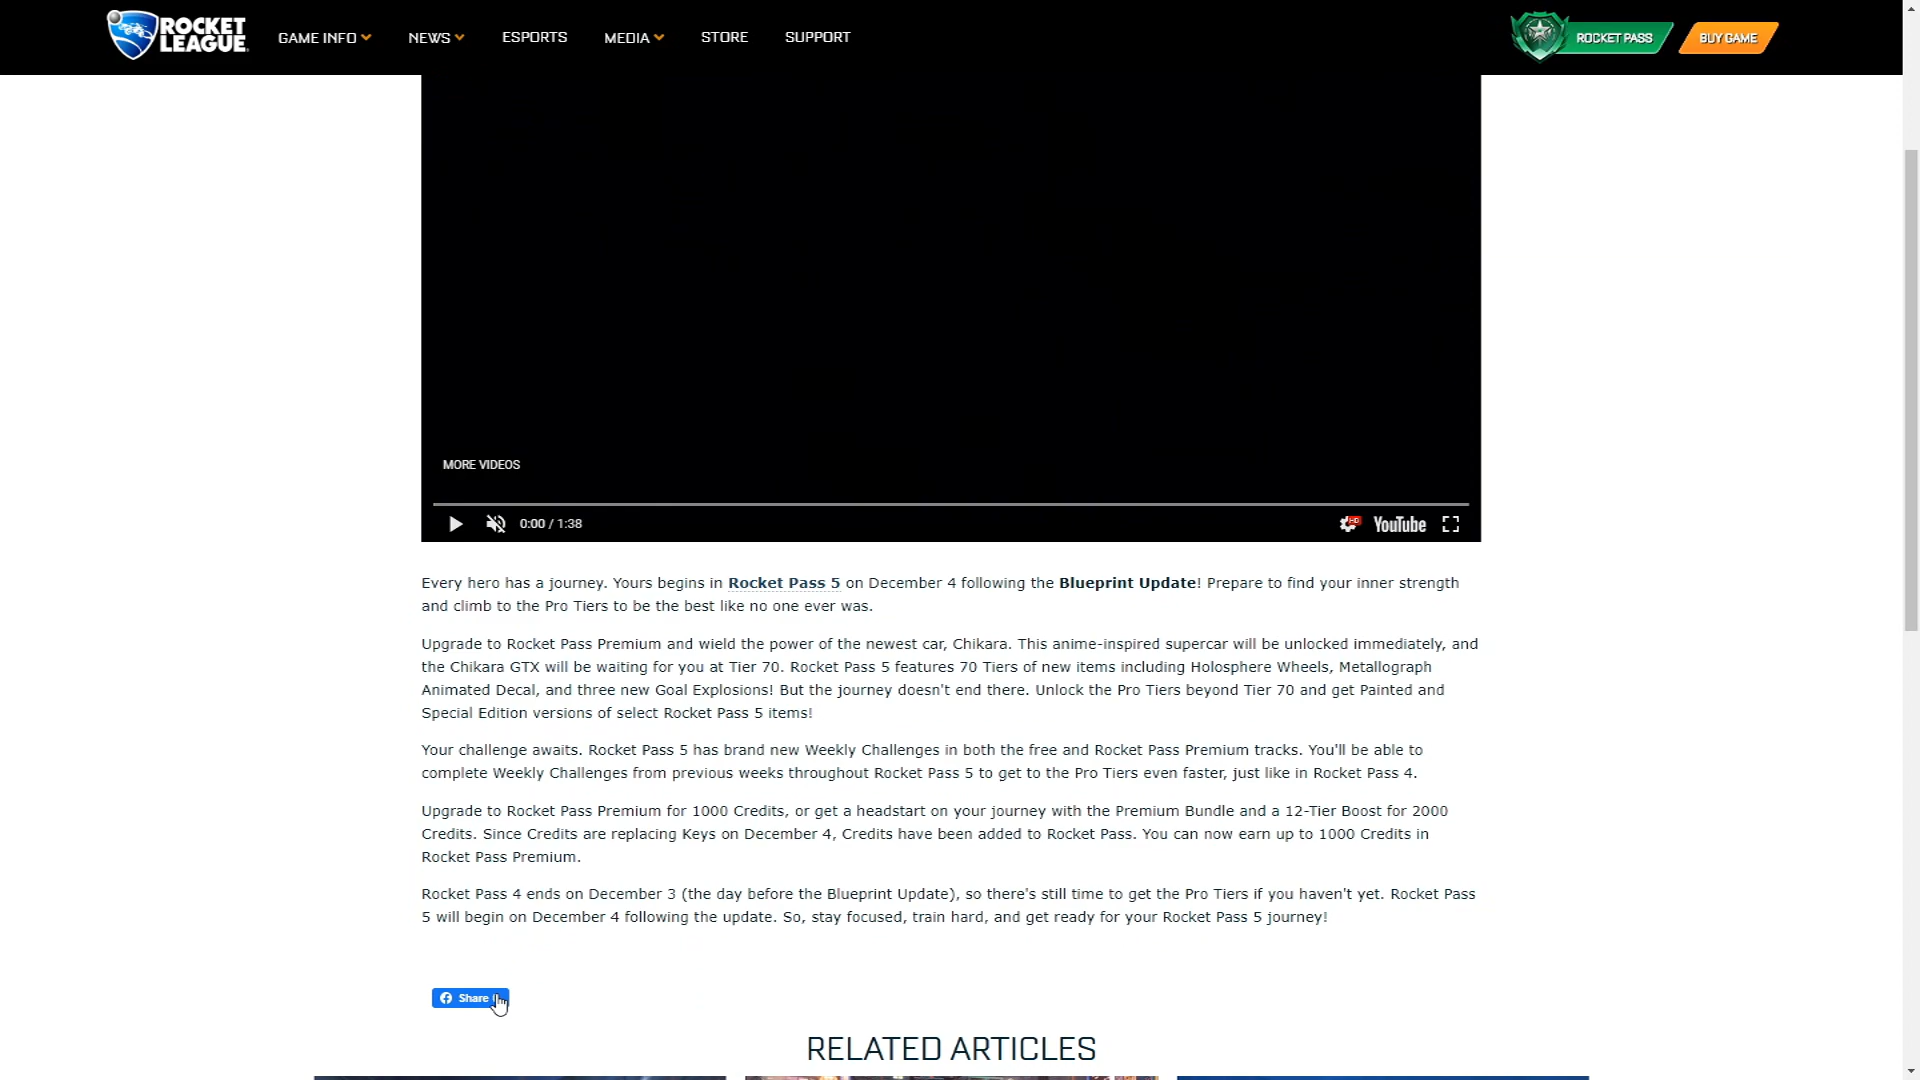 ROCKET LEAGUE
GAME INFO
NEWS
ESPORTS
MEDIA
STORE
SUPPORT
ROCKET PASS
BUY GAME
MORE VIDEOS
0:00 / 1:38
HD
YouTube
Every hero has a journey. Yours begins in Rocket Pass 5 on December 4 following the Blueprint Update! Prepare to find your inner strength
and climb to the Pro Tiers to be the best like no one ever was.
Upgrade to Rocket Pass Premium and wield the power of the newest car, Chikara. This anime-inspired supercar will be unlocked immediately, and
the Chikara GTX will be waiting for you at Tier 70. Rocket Pass 5 features 70 Tiers of new items including Holosphere Wheels, Metallograph
Animated Decal, and three new Goal Explosions! But the journey doesn't end there. Unlock the Pro Tiers beyond Tier 70 and get Painted and
Special Edition versions of select Rocket Pass 5 items!
Your challenge awaits. Rocket Pass 5 has brand new Weekly Challenges in both the free and Rocket Pass Premium tracks. You'll be able to
complete Weekly Challenges from previous weeks throughout Rocket Pass 5 to get to the Pro Tiers even faster, just like in Rocket Pass 4.
Upgrade to Rocket Pass Premium for 1000 Credits, or get a headstart on your journey with the Premium Bundle and a 12-Tier Boost for 2000
Credits. Since Credits are replacing Keys on December 4, Credits have been added to Rocket Pass. You can now earn up to 1000 Credits in
Rocket Pass Premium.
Rocket Pass 4 ends on December 3 (the day before the Blueprint Update), so there's still time to get the Pro Tiers if you haven't yet. Rocket Pass
5 will begin on December 4 following the update. So, stay focused, train hard, and get ready for your Rocket Pass 5 journey!
Share
RELATED ARTICLES